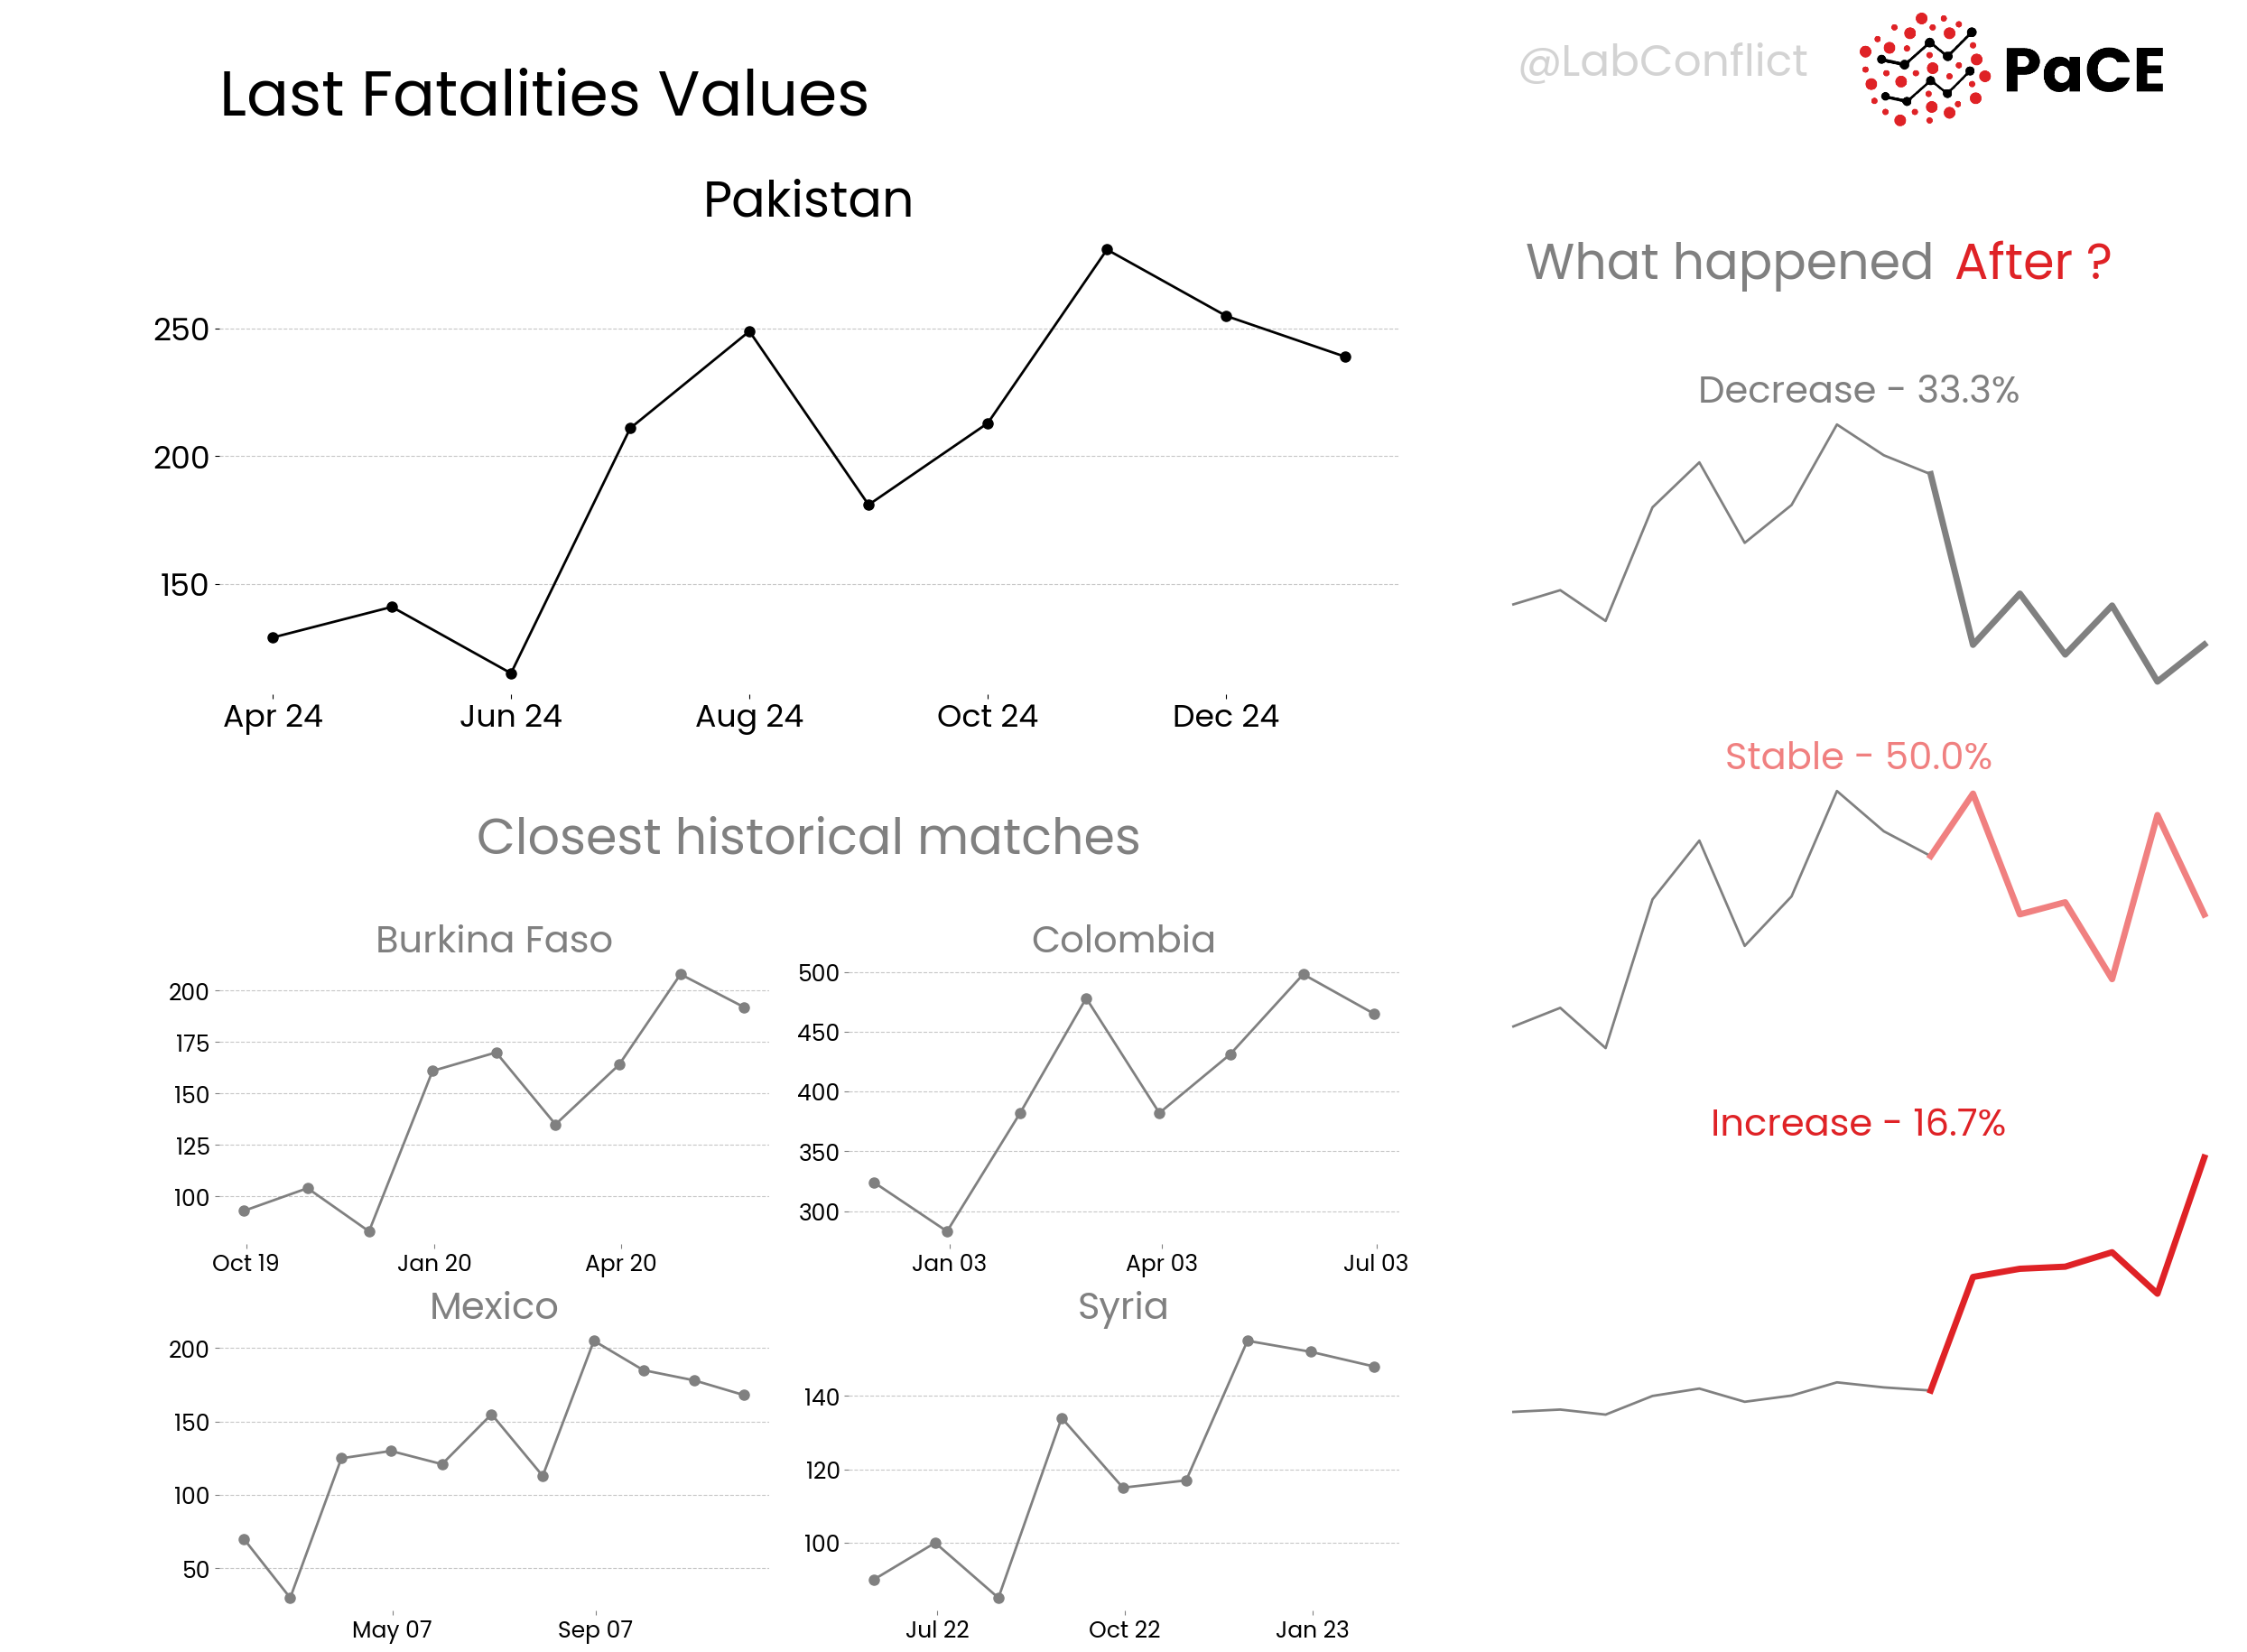 @LabConflict
PaCE
Last Fatalities Values
Pakistan
250
200
150
Apr 24 Jun 24 Aug 24 Oct 24 Dec 24
What happened After ?
Decrease - 33.3%
Stable - 50.0%
Increase - 16.7%
Closest historical matches
Burkina Faso
200
175
150
125
100
Oct 19 Jan 20 Apr 20
Colombia
500
450
400
350
300
Jan 03 Apr 03 Jul 03
Mexico
200
150
100
50
May 07 Sep 07
Syria
140
120
100
Jul 22 Oct 22 Jan 23